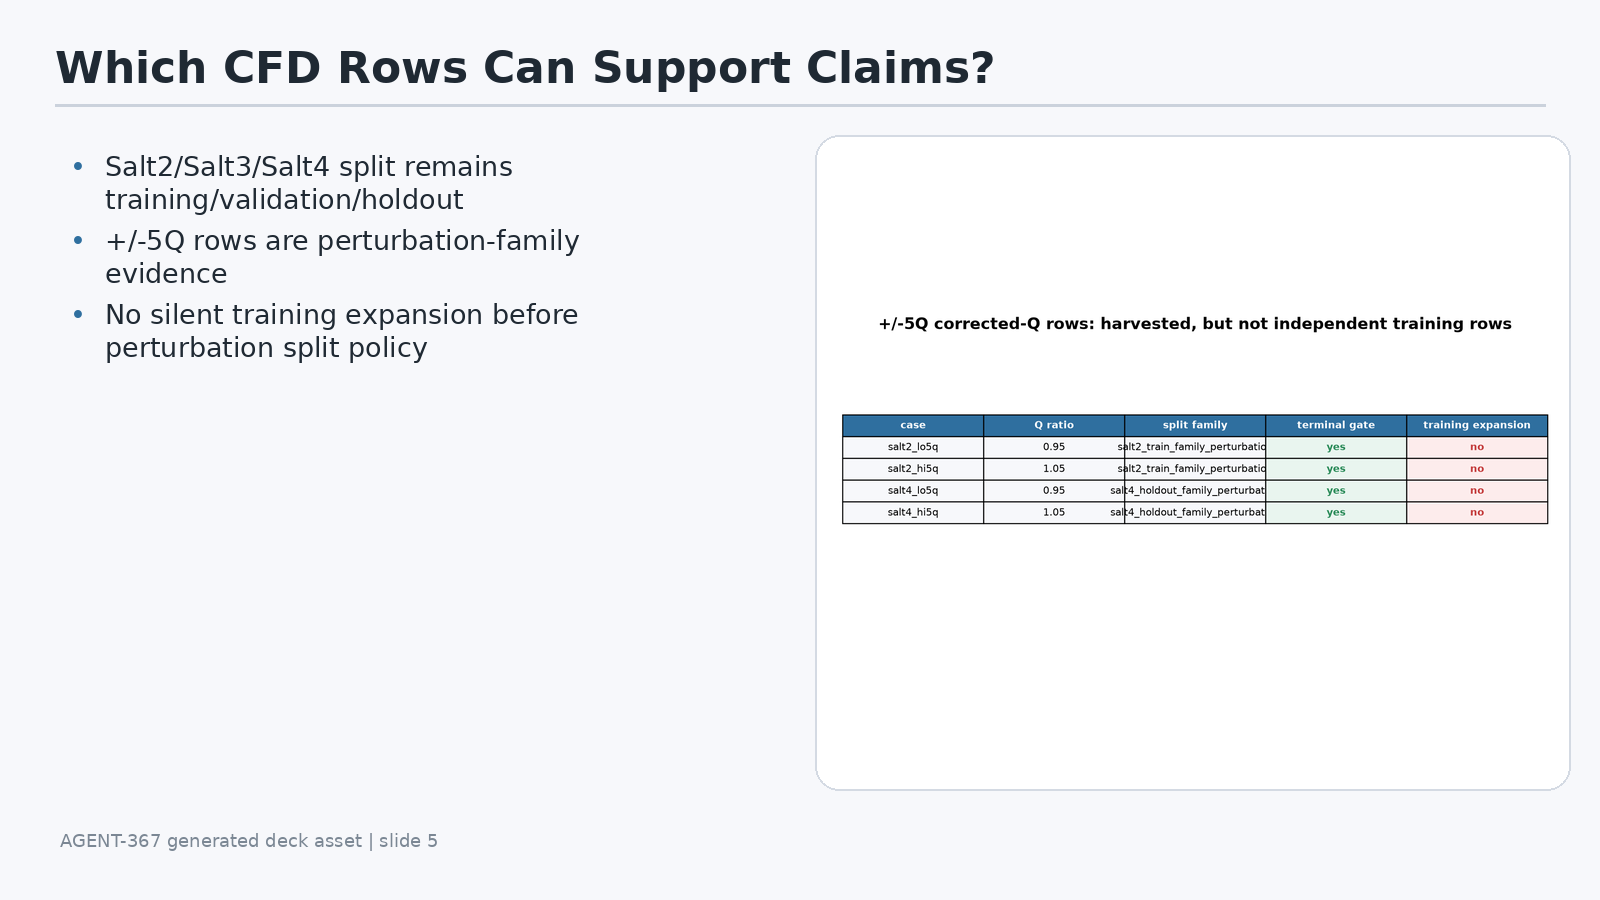 Which CFD Rows Can Support Claims?
• Salt2/Salt3/Salt4 split remains
training/validation/holdout
• +/-5Q rows are perturbation-family
evidence
• No silent training expansion before
perturbation split policy
+/-5Q corrected-Q rows: harvested, but not independent training rows
case Q ratio split family terminal gate training expansion
salt2_lo5q 0.95 salt2_train_family_perturbatio yes no
salt2_hi5q 1.05 salt2_train_family_perturbatio yes no
salt4_lo5q 0.95 salt4_holdout_family_perturbat yes no
salt4_hi5q 1.05 salt4_holdout_family_perturbat yes no
AGENT-367 generated deck asset | slide 5